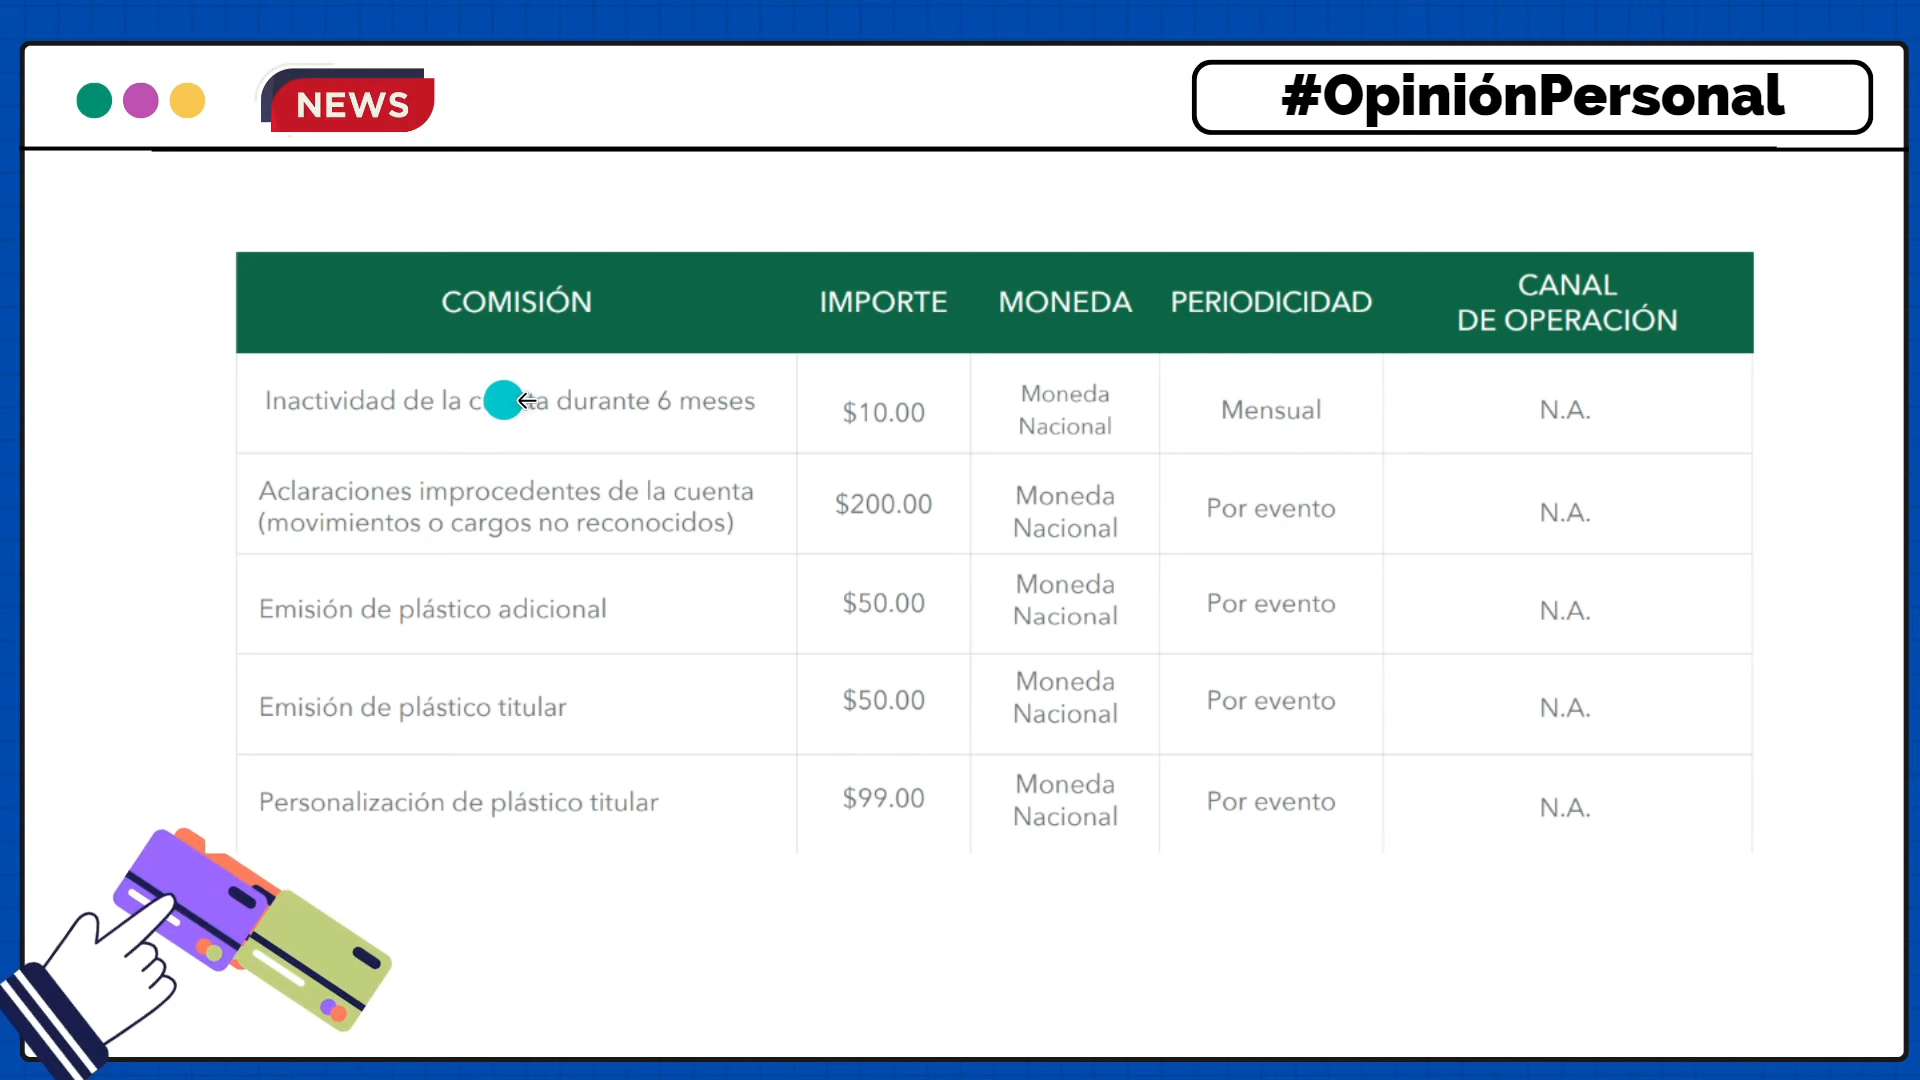 NEWS
#OpiniónPersonal
COMISIÓN
IMPORTE
MONEDA
PERIODICIDAD
CANAL
DE OPERACIÓN
Inactividad de la durante 6 meses
$10.00
Moneda
Nacional
Mensual
N.A.
Aclaraciones improcedentes de la cuenta
(movimientos o cargos no reconocidos)
$200.00
Moneda
Nacional
Por evento
N.A.
Emisión de plástico adicional
$50.00
Moneda
Nacional
Por evento
N.A.
Emisión de plástico titular
$50.00
Moneda
Nacional
Por evento
N.A.
Personalización de plástico titular
$99.00
Moneda
Nacional
Por evento
N.A.